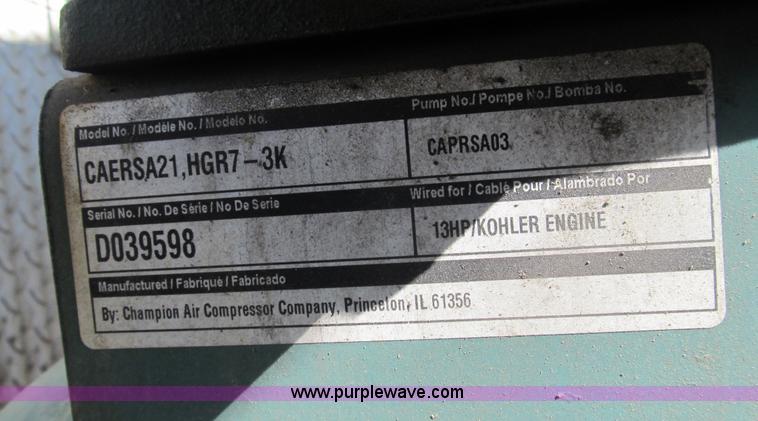 Model No. / Modèle No. / Modelo No.
CAERSA21,HGR7-3K
Pump No./ Pompe No./ Bomba No.
CAPRSA03
Serial No. / No. De Série / No De Serie
D039598
Wired for / Cablé Pour / Alambrado Por
13HP/KOHLER ENGINE
Manufactured / Fabriqué / Fabricado
By: Champion Air Compressor Company, Princeton, IL 61356
www.purplewave.com